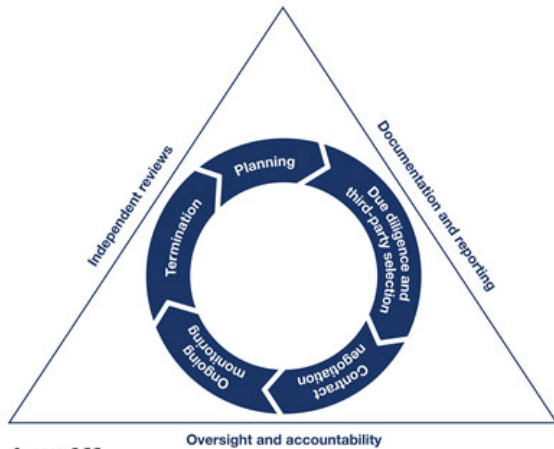 Planning
Due diligence and
third-party selection
Contract
negotiation
Ongoing
monitoring
Termination
Independent reviews
Documentation and reporting
Oversight and accountability